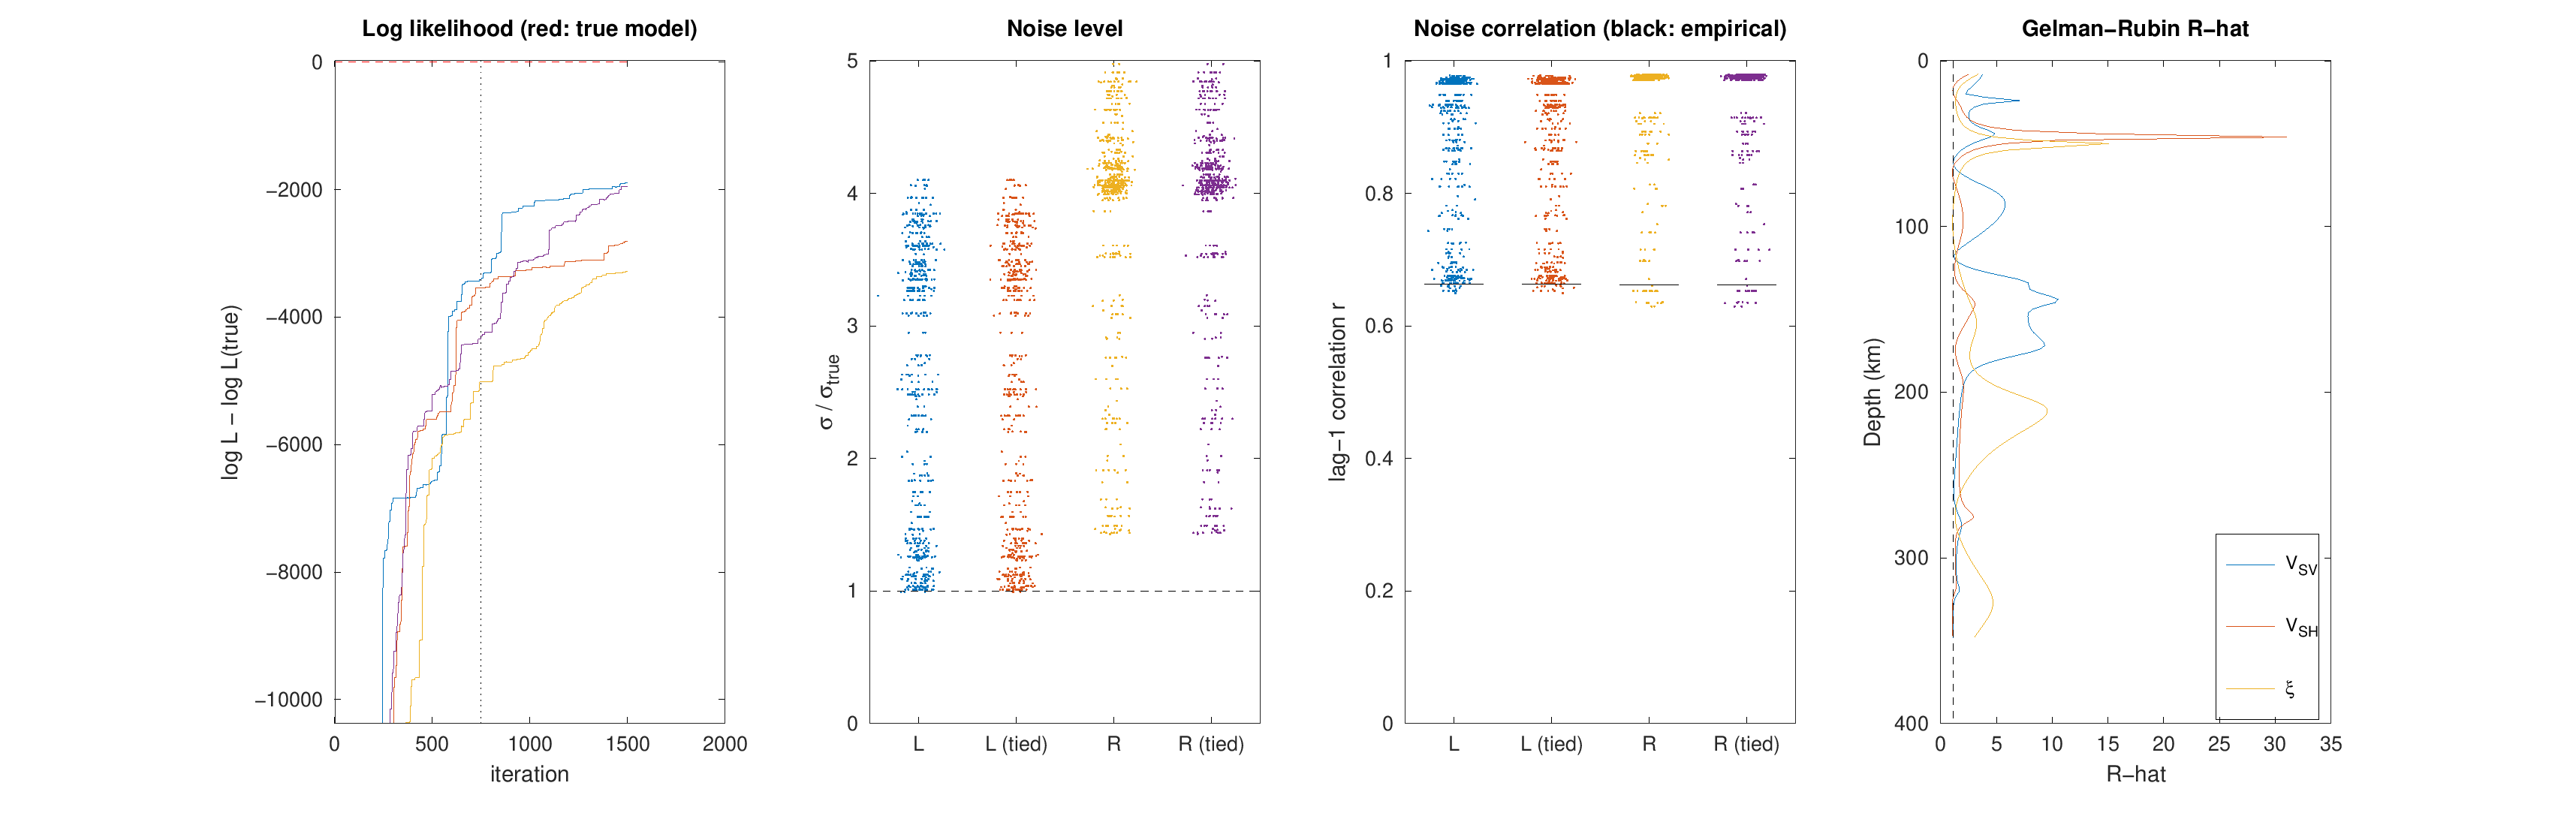 Log likelihood (red: true model)
0
−2000
−4000
−6000
−8000
−10000
log L − log L(true)
0 500 1000 1500 2000
iteration
Noise level
5
4
3
2
1
0
σ / σtrue
L L (tied) R R (tied)
Noise correlation (black: empirical)
1
0.8
0.6
0.4
0.2
0
lag−1 correlation r
L L (tied) R R (tied)
Gelman−Rubin R−hat
0
100
200
300
400
Depth (km)
VSV
VSH
ξ
0 5 10 15 20 25 30 35
R−hat